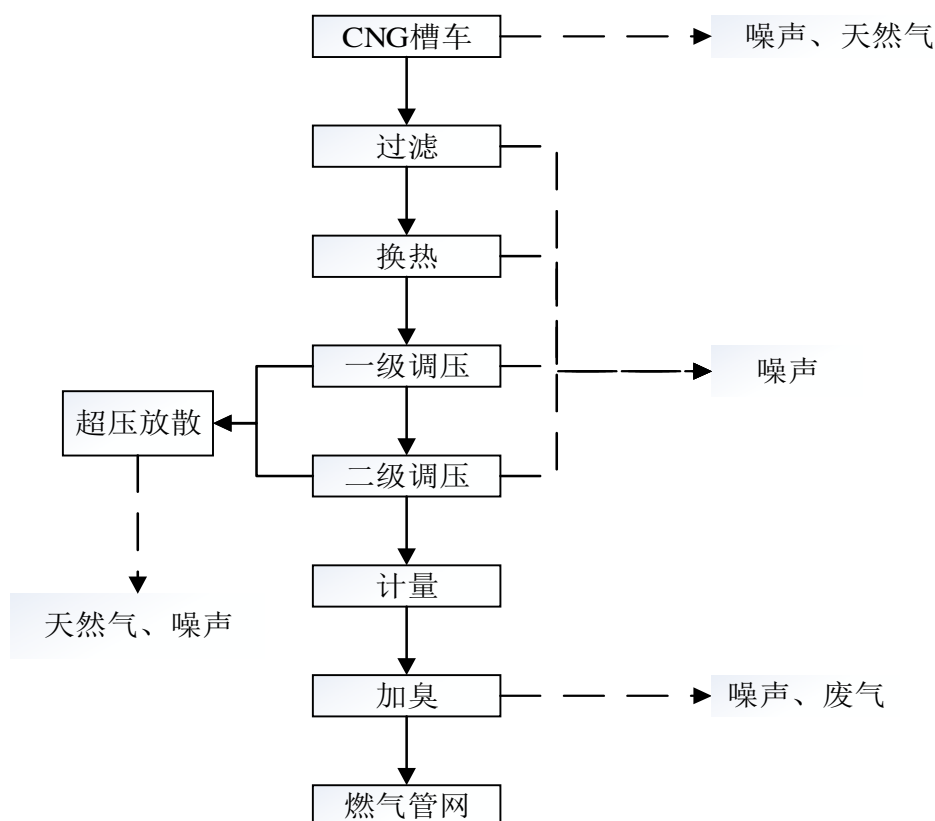 CNG槽车
噪声、天然气
过滤
换热
一级调压
噪声
超压放散
二级调压
计量
天然气、噪声
加臭
噪声、废气
燃气管网